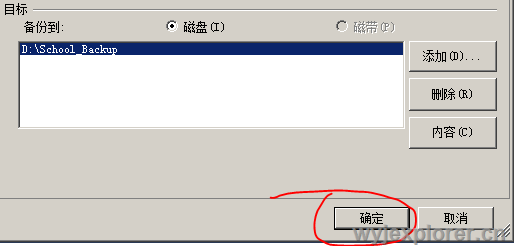 目标
备份到:
磁盘(I)
磁带(P)
D:\School_Backup
添加(D)...
删除(R)
内容(C)
确定
取消
wyjexplorer.cn